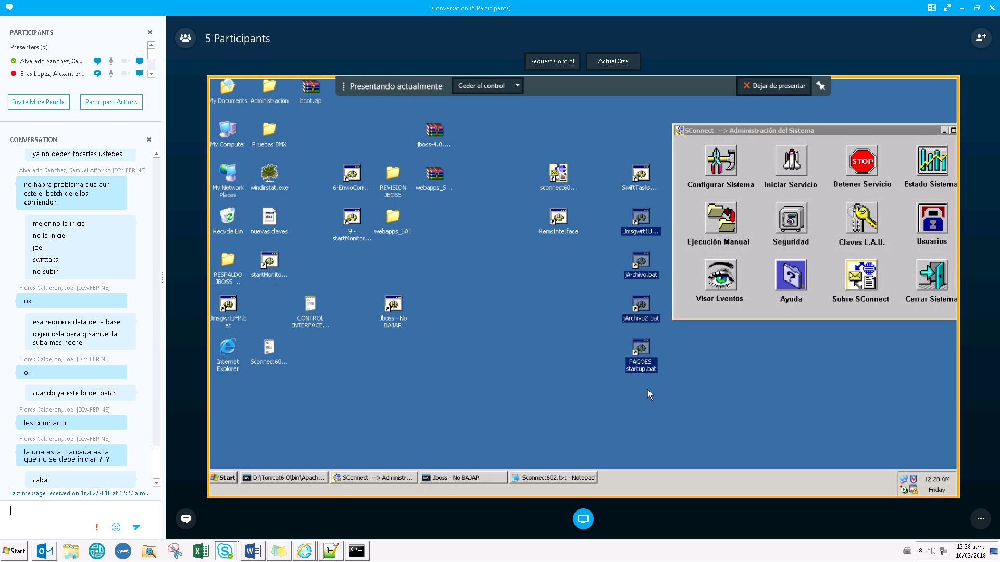 Conversation (5 Participants)
PARTICIPANTS
Presenters (5)
Alvarado Sanchez, Sa...
Elias Lopez, Alexander...
Invite More People
Participant Actions
CONVERSATION
ya no deben tocarlas ustedes
Alvarado Sanchez, Samuel Alfonso [DIV-FER NE]
no habra problema que aun
este el batch de ellos
corriendo?
mejor no la inicie
no la inicie
joel
swifttaks
no subir
Flores Calderon, Joel [DIV-FER NE]
ok
esa requiere data de la base
dejemosla para q samuel la
suba mas noche
Flores Calderon, Joel [DIV-FER NE]
ok
cuando ya este lo del batch
Flores Calderon, Joel [DIV-FER NE]
les comparto
Flores Calderon, Joel [DIV-FER NE]
la que esta marcada es la
que no se debe iniciar ???
cabal
Last message received on 16/02/2018 at 12:27 a.m..
5 Participants
Request Control
Actual Size
Presentando actualmente
Ceder el control
Dejar de presentar
My Documents
Administracion
boot.zip
My Computer
Pruebas BMX
jboss-4.0....
My Network
Places
windirstat.exe
6-EnvioCorr...
REVISION
JBOSS
webapps_S...
sconnect60...
SwiftTasks....
Recycle Bin
nuevas claves
9 -
startMonitor...
webapps_SAT
RemsInterface
Jmsgwrt10...
RESPALDO
JBOSS ...
startMonito...
jArchivo.bat
JmsgwrtJFP.b
at
CONTROL
INTERFACE...
Jboss - No
BAJAR
jArchivo2.bat
Internet
Explorer
Sconnect60...
PAGOES
startup.bat
SConnect --> Administración del Sistema
Configurar Sistema
Iniciar Servicio
STOP
Detener Servicio
Estado Sistema
Ejecución Manual
Seguridad
Claves L.A.U.
Usuarios
Visor Eventos
Ayuda
Sobre SConnect
Cerrar Sistema
Start
D:\Tomcat6.0\bin\Apach...
SConnect --> Administr...
Jboss - No BAJAR
Sconnect602.txt - Notepad
12:28 AM
Friday
Start
12:28 a.m.
16/02/2018